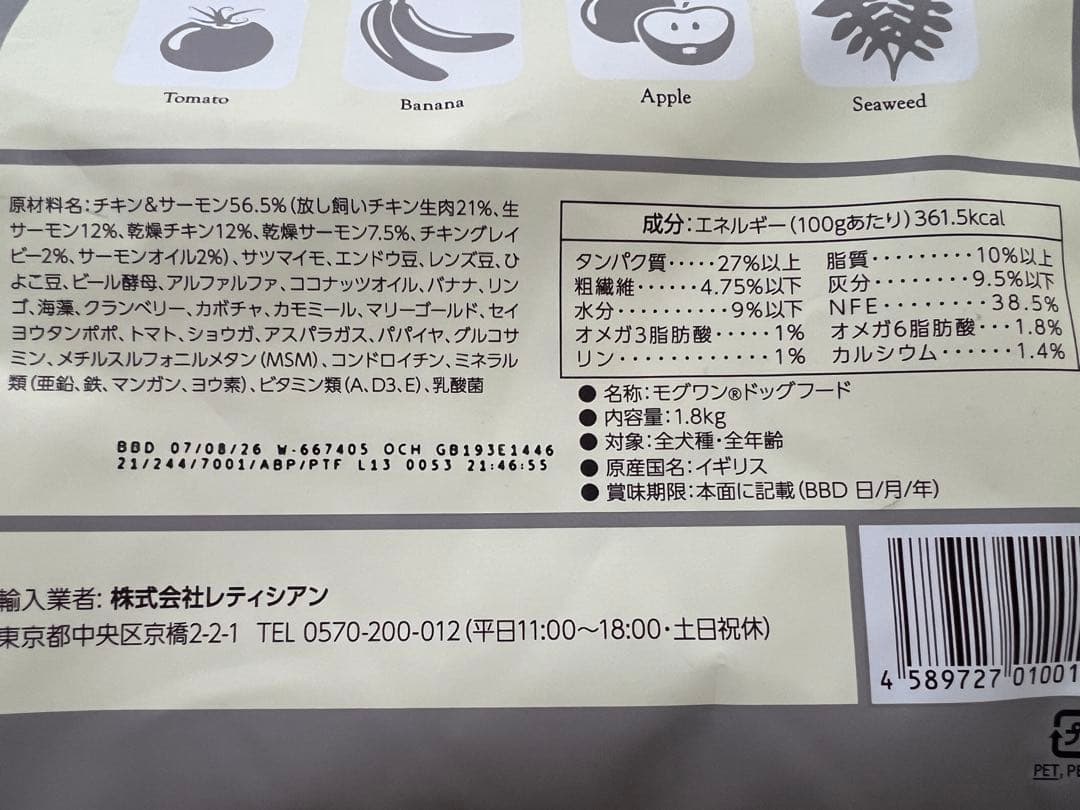 Tomato
Banana
Apple
Seaweed
原材料名:チキン&サーモン56.5%(放し飼いチキン生肉21%、生
サーモン12%、乾燥チキン12%、乾燥サーモン7.5%、チキングレイ
ビー2%、サーモンオイル2%)、サツマイモ、エンドウ豆、レンズ豆、ひ
よこ豆、ビール酵母、アルファルファ、ココナッツオイル、バナナ、リン
ゴ、海藻、クランベリー、カボチャ、カモミール、マリーゴールド、セイ
ヨウタンポポ、トマト、ショウガ、アスパラガス、パパイヤ、グルコサ
ミン、メチルスルフォニルメタン(MSM)、コンドロイチン、ミネラル
類(亜鉛、鉄、マンガン、ヨウ素)、ビタミン類(A、D3、E)、乳酸菌
BBD 07/08/26 W-667405 OCH GB193E1446
21/244/7001/ABP/PTF L13 0053 21:46:55
成分:エネルギー(100gあたり)361.5kcal
タンパク質‥‥‥27%以上 脂質‥‥‥‥‥10%以上
粗繊維‥‥‥4.75%以下 灰分‥‥‥‥‥9.5%以下
水分‥‥‥‥‥9%以下 NFE‥‥‥‥38.5%
オメガ3脂肪酸‥‥‥1% オメガ6脂肪酸‥‥1.8%
リン‥‥‥‥‥‥1% カルシウム‥‥‥1.4%
●名称:モグワン®ドッグフード
●内容量:1.8kg
●対象:全犬種・全年齢
●原産国名:イギリス
●賞味期限:本面に記載(BBD 日/月/年)
輸入業者: 株式会社レティシアン
東京都中央区京橋2-2-1 TEL 0570-200-012(平日11:00〜18:00・土日祝休)
4 589727 01001
PET,